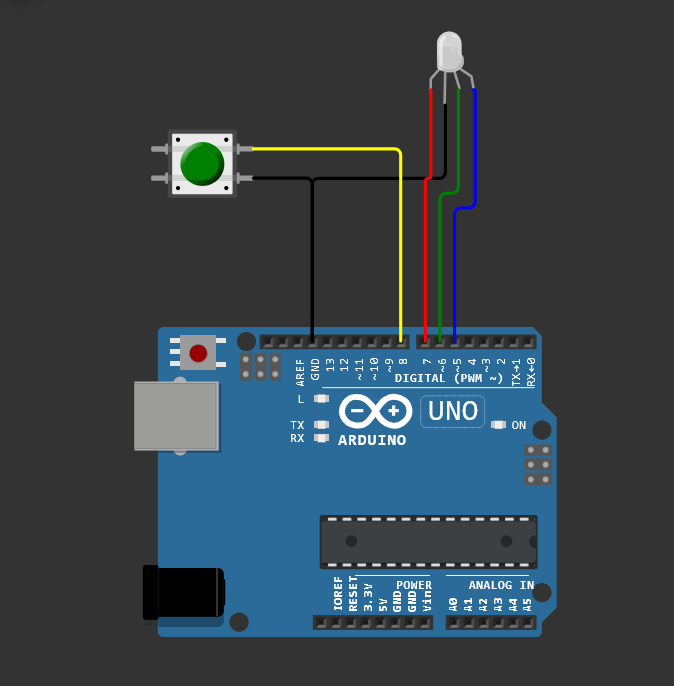 AREF
GND
13
12
~11
~10
~9
8
7
~6
~5
4
~3
2
TX→1
RX←0
DIGITAL (PWM ~)
L
TX
RX
UNO
ON
ARDUINO
POWER
ANALOG IN
IOREF
RESET
3.3V
5V
GND
GND
Vin
A0
A1
A2
A3
A4
A5